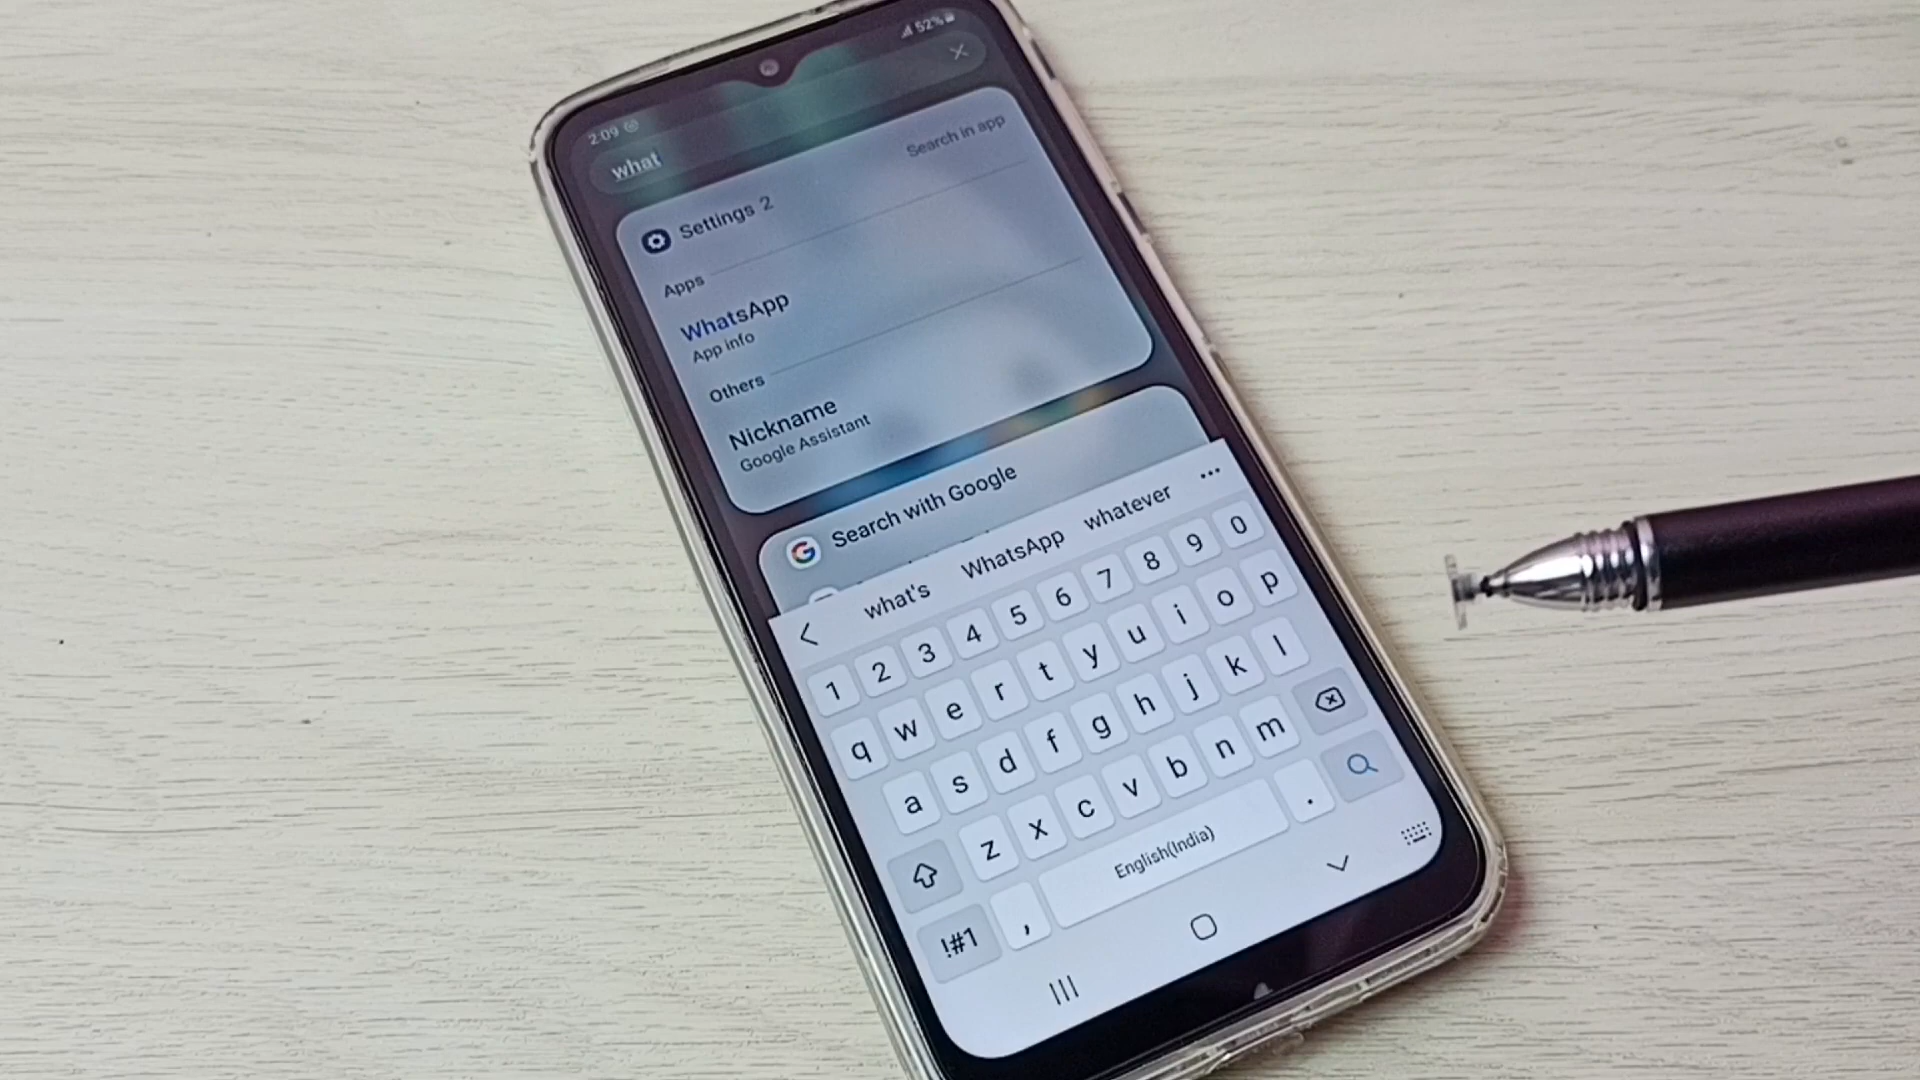 2:09 52%
what
Settings 2 Search in app
Apps
WhatsApp
App info
Others
Nickname
Google Assistant
Search with Google
what's WhatsApp whatever
1 2 3 4 5 6 7 8 9 0
q w e r t y u i o p
a s d f g h j k l
z x c v b n m
!#1 , English(India) .